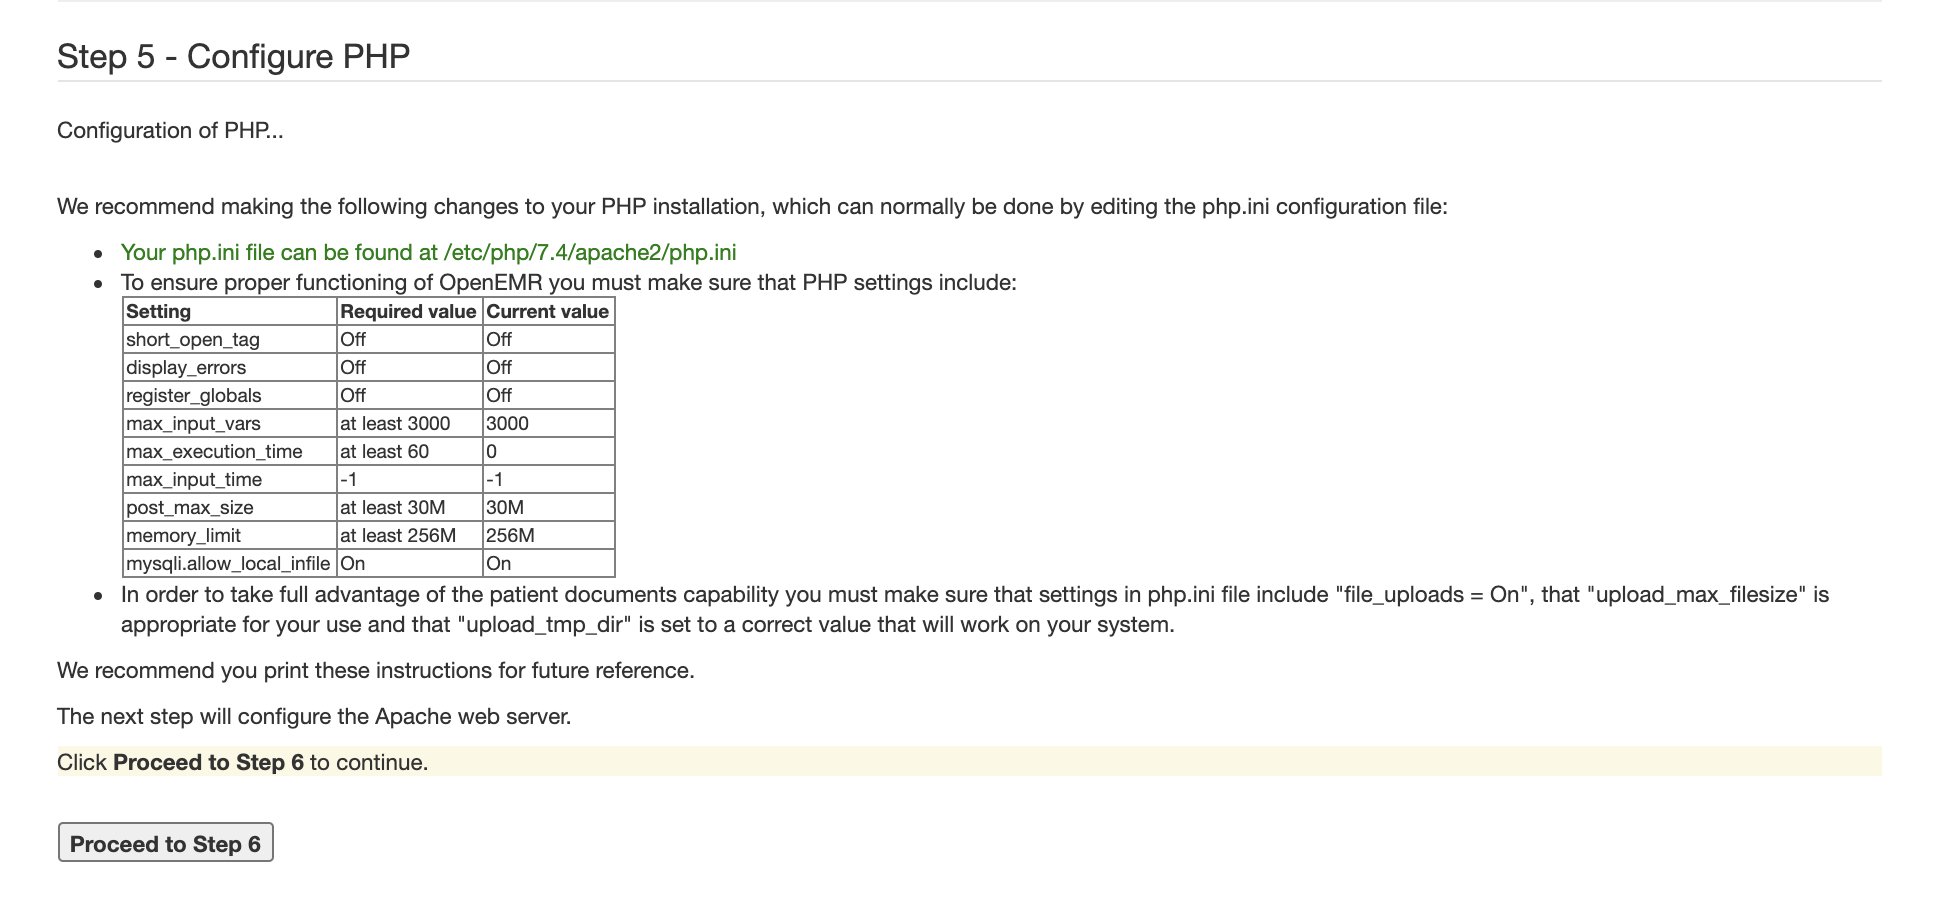 Step 5 - Configure PHP
Configuration of PHP...
We recommend making the following changes to your PHP installation, which can normally be done by editing the php.ini configuration file:
• Your php.ini file can be found at /etc/php/7.4/apache2/php.ini
• To ensure proper functioning of OpenEMR you must make sure that PHP settings include:
Setting Required value Current value
short_open_tag Off Off
display_errors Off Off
register_globals Off Off
max_input_vars at least 3000 3000
max_execution_time at least 60 0
max_input_time -1 -1
post_max_size at least 30M 30M
memory_limit at least 256M 256M
mysqli.allow_local_infile On On
• In order to take full advantage of the patient documents capability you must make sure that settings in php.ini file include "file_uploads = On", that "upload_max_filesize" is
appropriate for your use and that "upload_tmp_dir" is set to a correct value that will work on your system.
We recommend you print these instructions for future reference.
The next step will configure the Apache web server.
Click Proceed to Step 6 to continue.
Proceed to Step 6